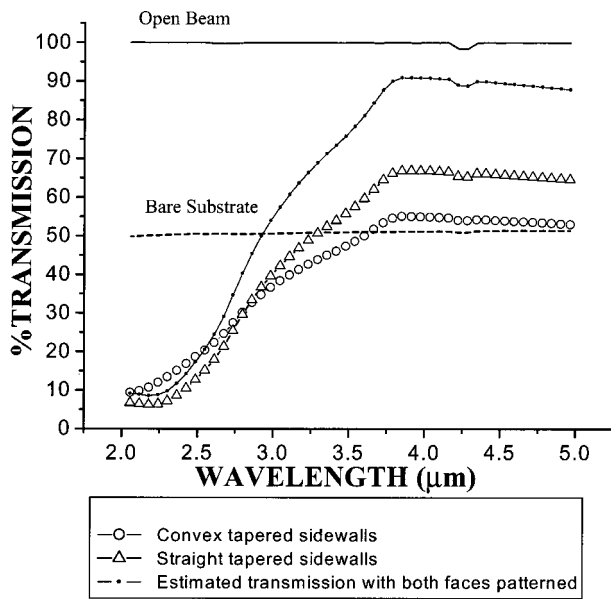 Open Beam
100
90
80
70
60
50
40
30
20
10
0
Bare Substrate
%TRANSMISSION
2.0 2.5 3.0 3.5 4.0 4.5 5.0
WAVELENGTH (μm)
Convex tapered sidewalls
Straight tapered sidewalls
Estimated transmission with both faces patterned